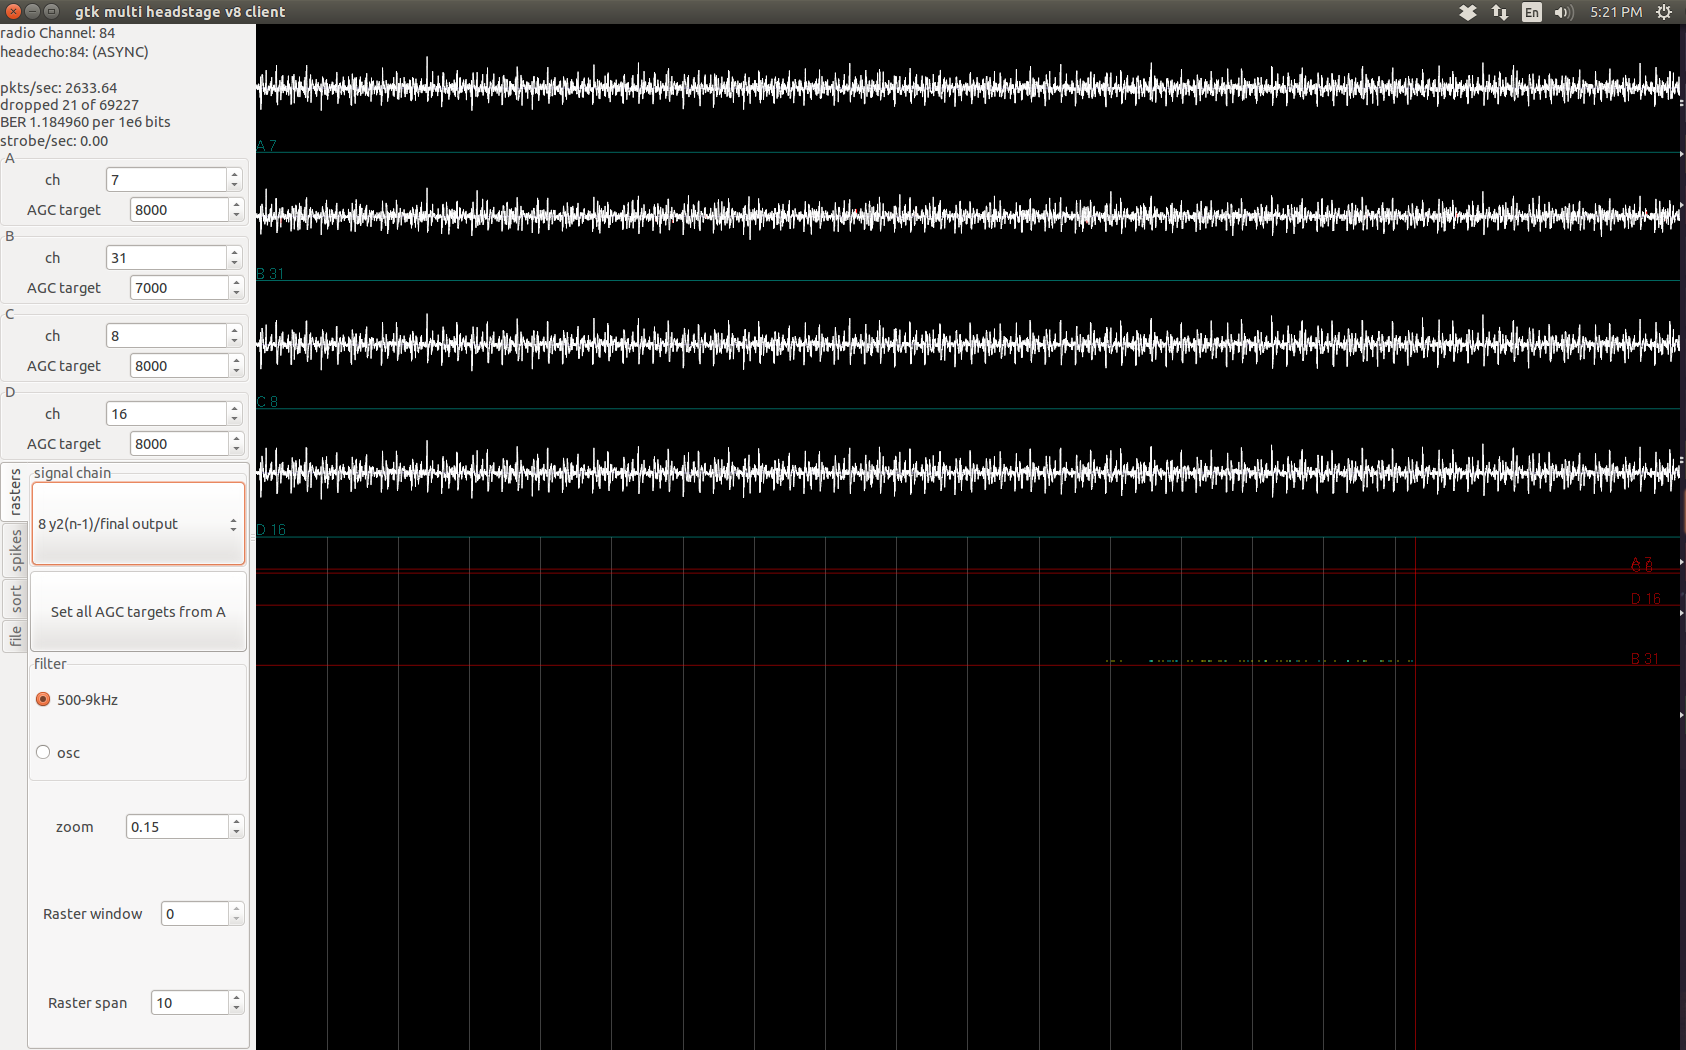 gtk multi headstage v8 client
En
5:21 PM
radio Channel: 84
headecho:84: (ASYNC)
pkts/sec: 2633.64
dropped 21 of 69227
BER 1.184960 per 1e6 bits
strobe/sec: 0.00
A
ch 7
AGC target 8000
B
ch 31
AGC target 7000
C
ch 8
AGC target 8000
D
ch 16
AGC target 8000
rasters
spikes
sort
file
signal chain
8 y2(n-1)/final output
Set all AGC targets from A
filter
500-9kHz
osc
zoom 0.15
Raster window 0
Raster span 10
A 7
B 31
C 8
D 16
A 7
C 8
D 16
B 31